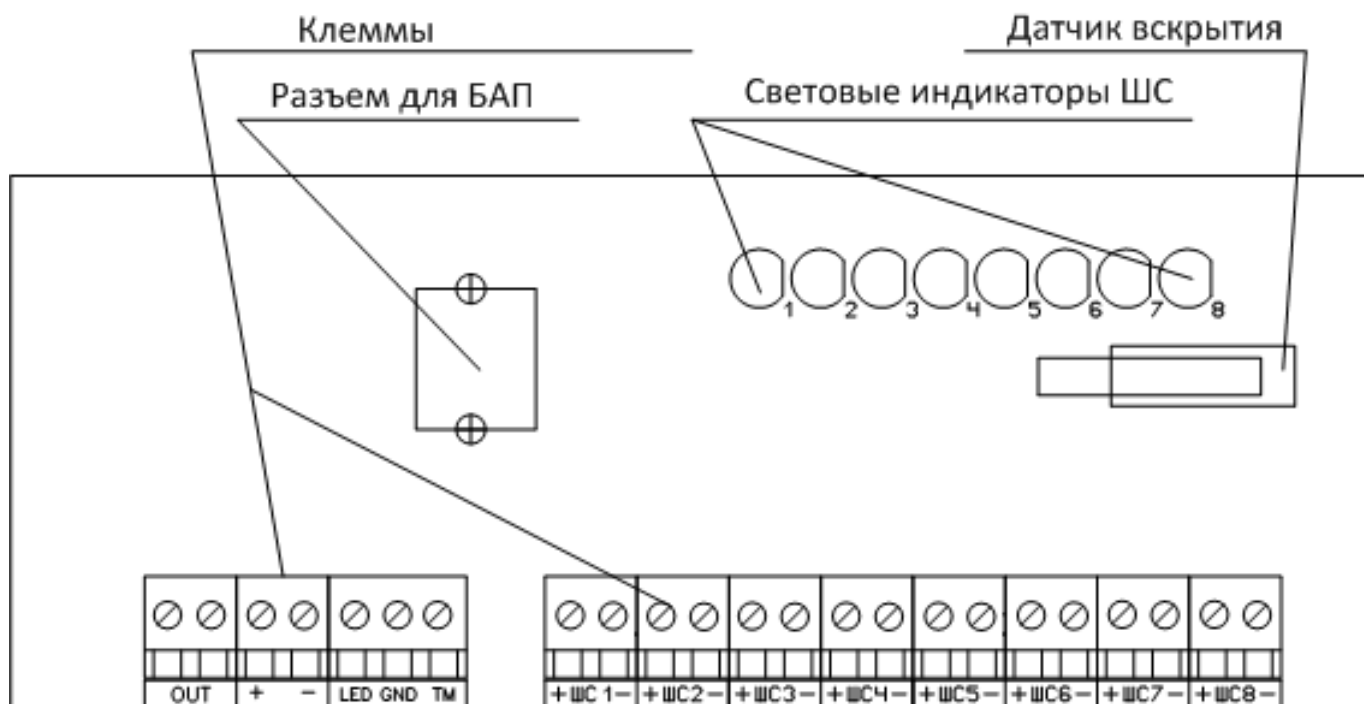 Клеммы Датчик вскрытия
Разъем для БАП Световые индикаторы ШС
1 2 3 4 5 6 7 8
OUT + - LED GND TM +ШС1- +ШС2- +ШС3- +ШС4- +ШС5- +ШС6- +ШС7- +ШС8-